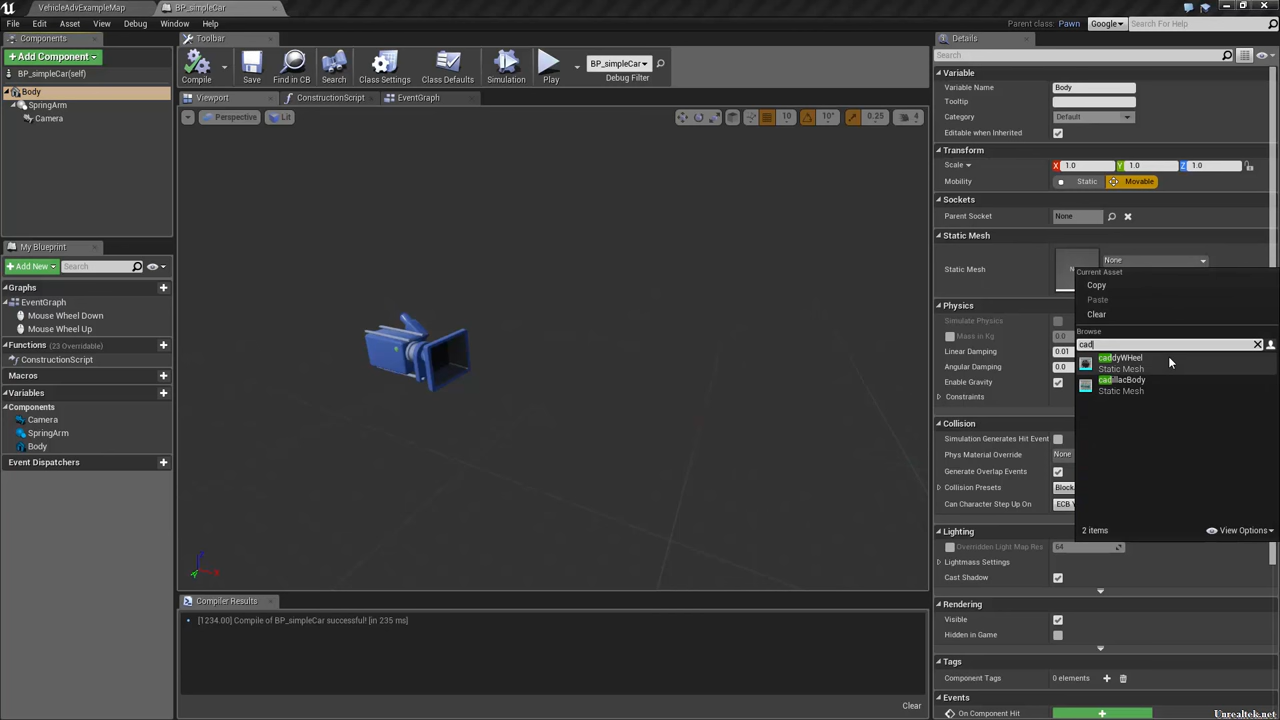 VehicleAdvExampleMap
BP_simpleCar
File Edit Asset View Debug Window Help
Parent class: Pawn
Google
Search For Help
Components
Add Component
BP_simpleCar(self)
Body
SpringArm
Camera
My Blueprint
Add New
Search
Graphs
EventGraph
Mouse Wheel Down
Mouse Wheel Up
Functions (23 Overridable)
ConstructionScript
Macros
Variables
Components
Camera
SpringArm
Body
Event Dispatchers
Toolbar
Compile
Save
Find in CB
Search
Class Settings
Class Defaults
Simulation
Play
BP_simpleCar
Debug Filter
Viewport
ConstructionScript
EventGraph
Perspective
Lit
10
10°
0.25
4
Compiler Results
[1234.00] Compile of BP_simpleCar successful! [in 235 ms]
Clear
Details
Search
Variable
Variable Name
Body
Tooltip
Category
Default
Editable when Inherited
Transform
Scale
X 1.0 Y 1.0 Z 1.0
Mobility
Static
Movable
Sockets
Parent Socket
None
Static Mesh
Static Mesh
None
Current Asset
Copy
Paste
Clear
Browse
cad
caddyWHeel
Static Mesh
cadillacBody
Static Mesh
2 items
View Options
Physics
Simulate Physics
Mass in Kg
0.0
Linear Damping
0.01
Angular Damping
0.0
Enable Gravity
Constraints
Collision
Simulation Generates Hit Event
Phys Material Override
None
Generate Overlap Events
Collision Presets
Block
Can Character Step Up On
ECB Y
Lighting
Overridden Light Map Res
64
Lightmass Settings
Cast Shadow
Rendering
Visible
Hidden in Game
Tags
Component Tags
0 elements
Events
On Component Hit
Unrealtek.net